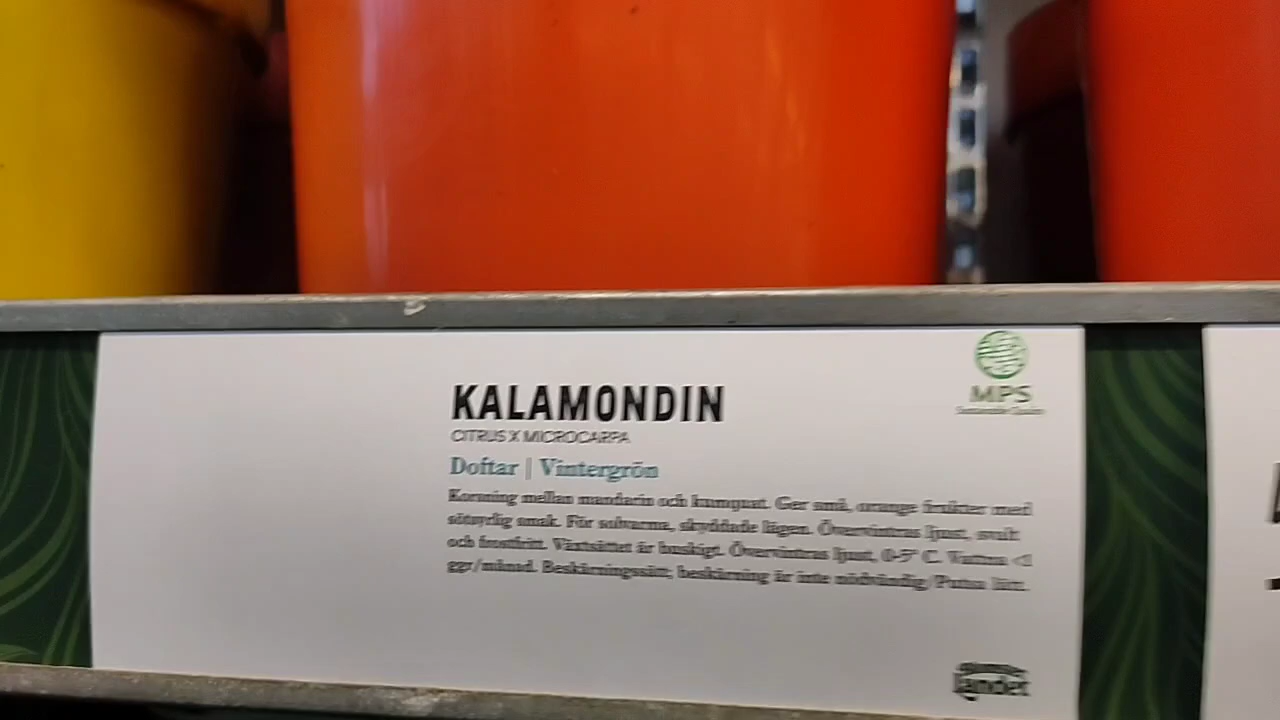 KALAMONDIN
MPS
CITRUS X MICROCARPA
Doftar | Vintergrön
Korsning mellan mandarin och kumquat. Ger små, orange frukter med
sötsyrlig smak. För solvarma, skyddade lägen. Övervintras ljust, svalt
och frostfritt. Växtsättet är buskigt. Övervintras ljust, 0-5° C. Vattna <1
ggr/månad. Beskärningssätt; beskärning är inte nödvändig/Putsa lätt.
landet